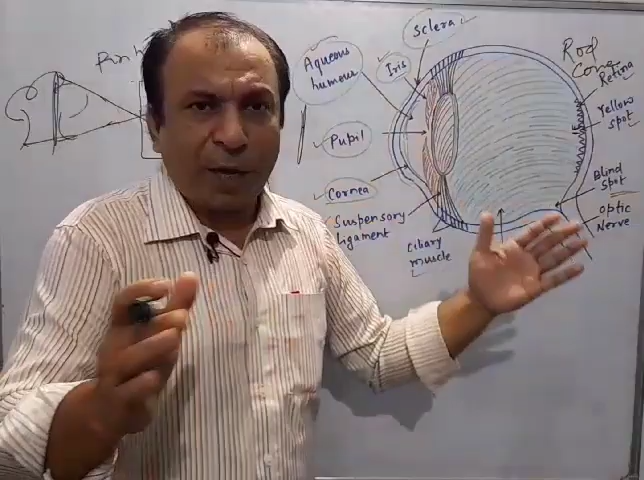 Sclera
Aqueous
humour
Iris
Pupil
Cornea
Suspensory
ligament
Ciliary
muscle
Rod
Cone
Retina
Yellow
spot
Blind
spot
optic
Nerve